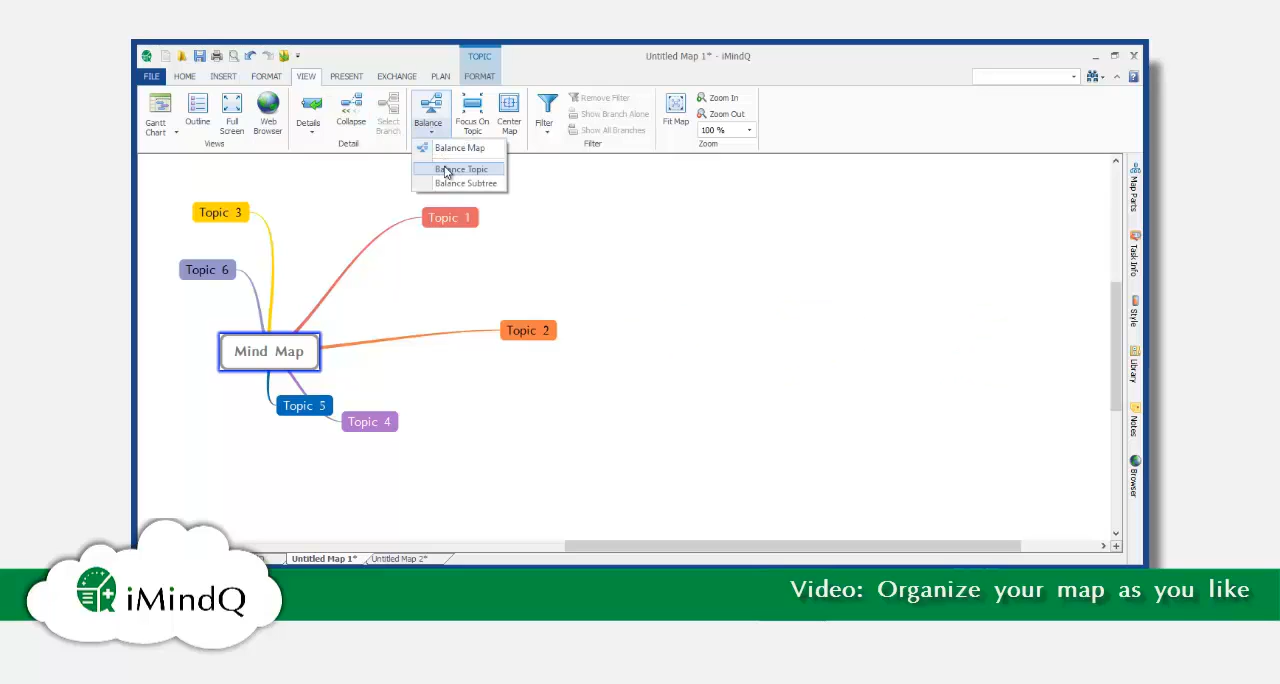 TOPIC
Untitled Map 1* - iMindQ
FILE HOME INSERT FORMAT VIEW PRESENT EXCHANGE PLAN FORMAT
Gantt Chart
Outline
Full Screen
Web Browser
Views
Details
Collapse
Select Branch
Detail
Balance
Focus On Topic
Center Map
Filter
Remove Filter
Show Branch Alone
Show All Branches
Filter
Fit Map
Zoom In
Zoom Out
100 %
Zoom
Balance Map
Balance Topic
Balance Subtree
Topic 3
Topic 1
Topic 6
Topic 2
Mind Map
Topic 5
Topic 4
Map Parts
Task Info
Style
Library
Notes
Browser
Untitled Map 1* Untitled Map 2*
iMindQ
Video: Organize your map as you like